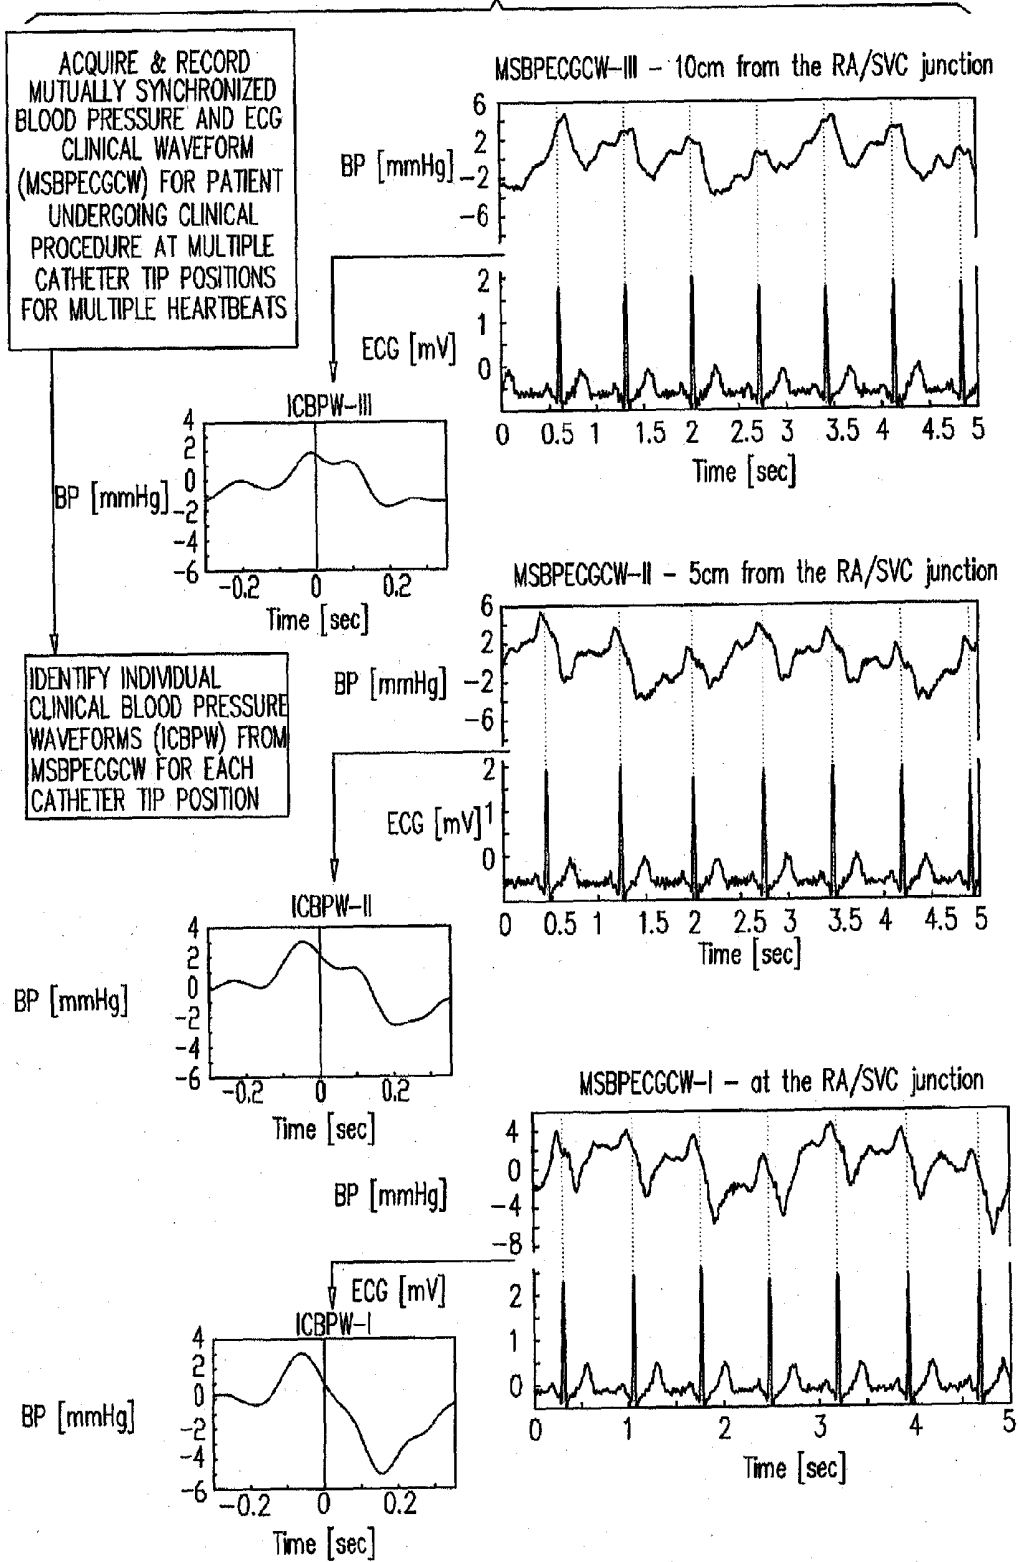 ACQUIRE & RECORD
MUTUALLY SYNCHRONIZED
BLOOD PRESSURE AND ECG
CLINICAL WAVEFORM
(MSBPECGCW) FOR PATIENT
UNDERGOING CLINICAL
PROCEDURE AT MULTIPLE
CATHETER TIP POSITIONS
FOR MULTIPLE HEARTBEATS
MSBPECGCW-III - 10cm from the RA/SVC junction
6
2
-2
-6
BP [mmHg]
2
1
0
ECG [mV]
0 0.5 1 1.5 2 2.5 3 3.5 4 4.5 5
Time [sec]
ICBPW-III
4
2
0
-2
-4
-6
BP [mmHg]
-0.2 0 0.2
Time [sec]
IDENTIFY INDIVIDUAL
CLINICAL BLOOD PRESSURE
WAVEFORMS (ICBPW) FROM
MSBPECGCW FOR EACH
CATHETER TIP POSITION
MSBPECGCW-II - 5cm from the RA/SVC junction
6
2
-2
-6
BP [mmHg]
2
1
0
ECG [mV]
0 0.5 1 1.5 2 2.5 3 3.5 4 4.5 5
Time [sec]
ICBPW-II
4
2
0
-2
-4
-6
BP [mmHg]
-0.2 0 0.2
Time [sec]
MSBPECGCW-I - at the RA/SVC junction
4
0
-4
-8
BP [mmHg]
2
1
0
ECG [mV]
0 1 2 3 4 5
Time [sec]
ICBPW-I
4
2
0
-2
-4
-6
BP [mmHg]
-0.2 0 0.2
Time [sec]